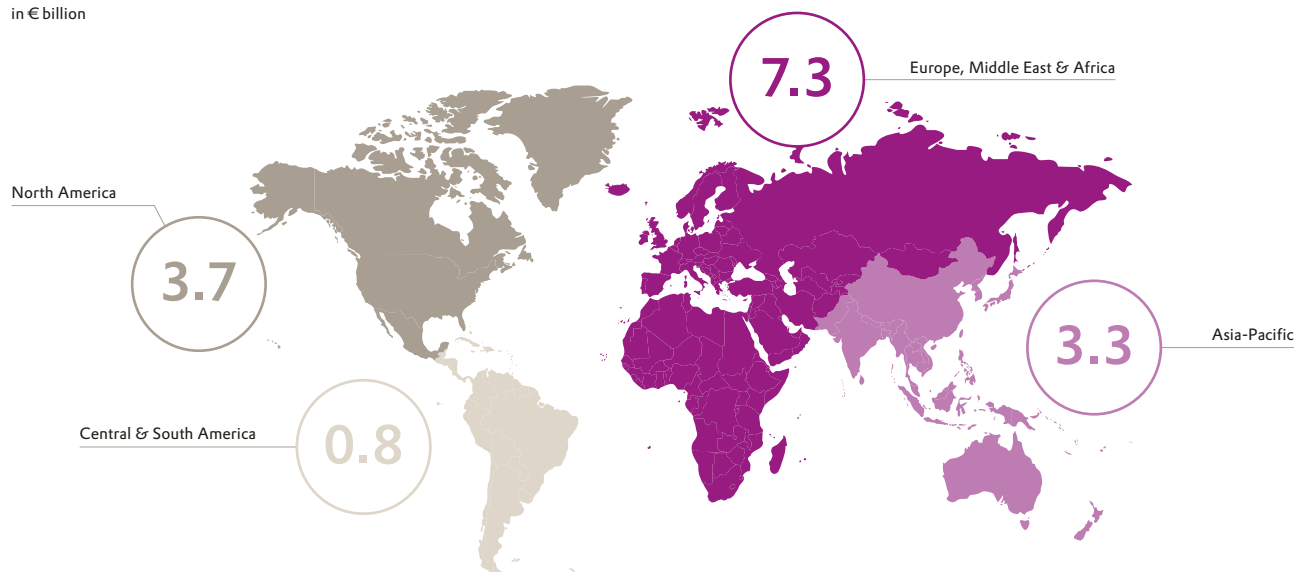 in € billion
7.3
Europe, Middle East & Africa
North America
3.7
3.3
Asia-Pacific
Central & South America
0.8